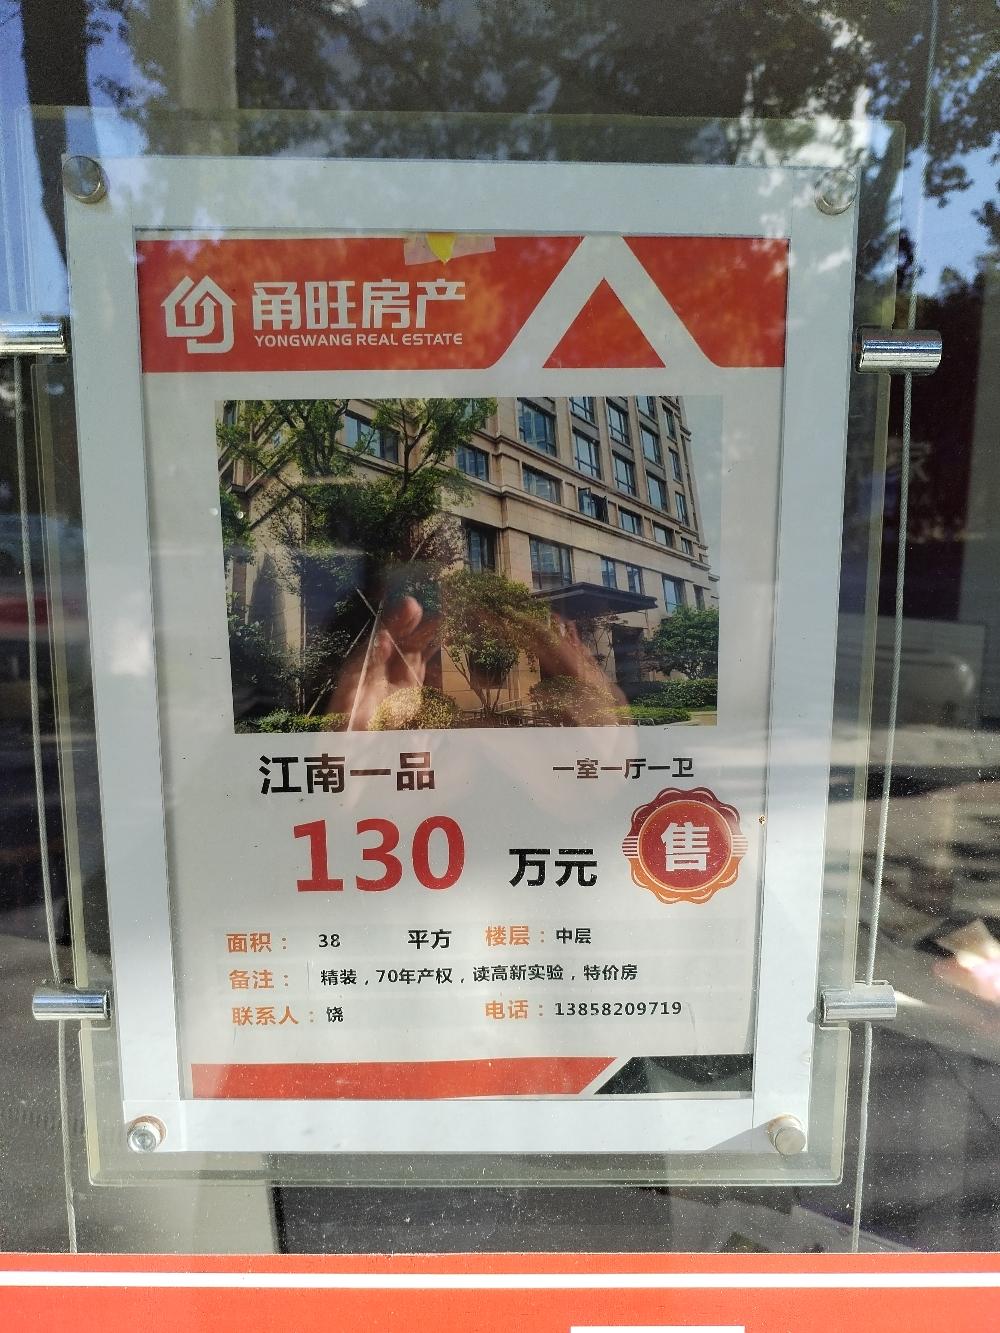 甬旺房产
YONGWANG REAL ESTATE
江南一品 一室一厅一卫
130 万元 售
面积： 38 平方 楼层：中层
备注： 精装，70年产权，读高新实验，特价房
联系人： 饶 电话：13858209719